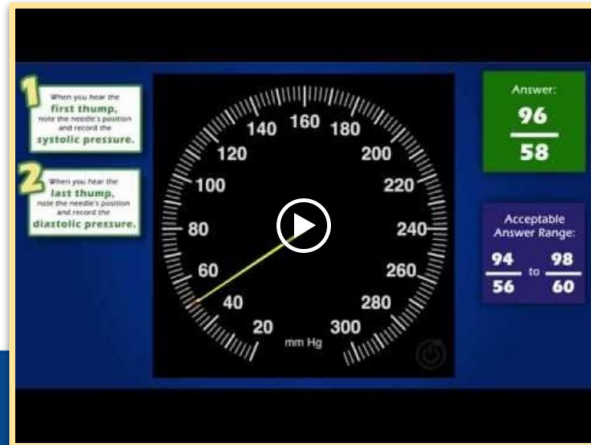 1
When you hear the
first thump,
note the needle's position
and record the
systolic pressure.
2
When you hear the
last thump,
note the needle's position
and record the
diastolic pressure.
20
40
60
80
100
120
140
160
180
200
220
240
260
280
300
mm Hg
Answer:
96
58
Acceptable
Answer Range:
94 to 98
56 60